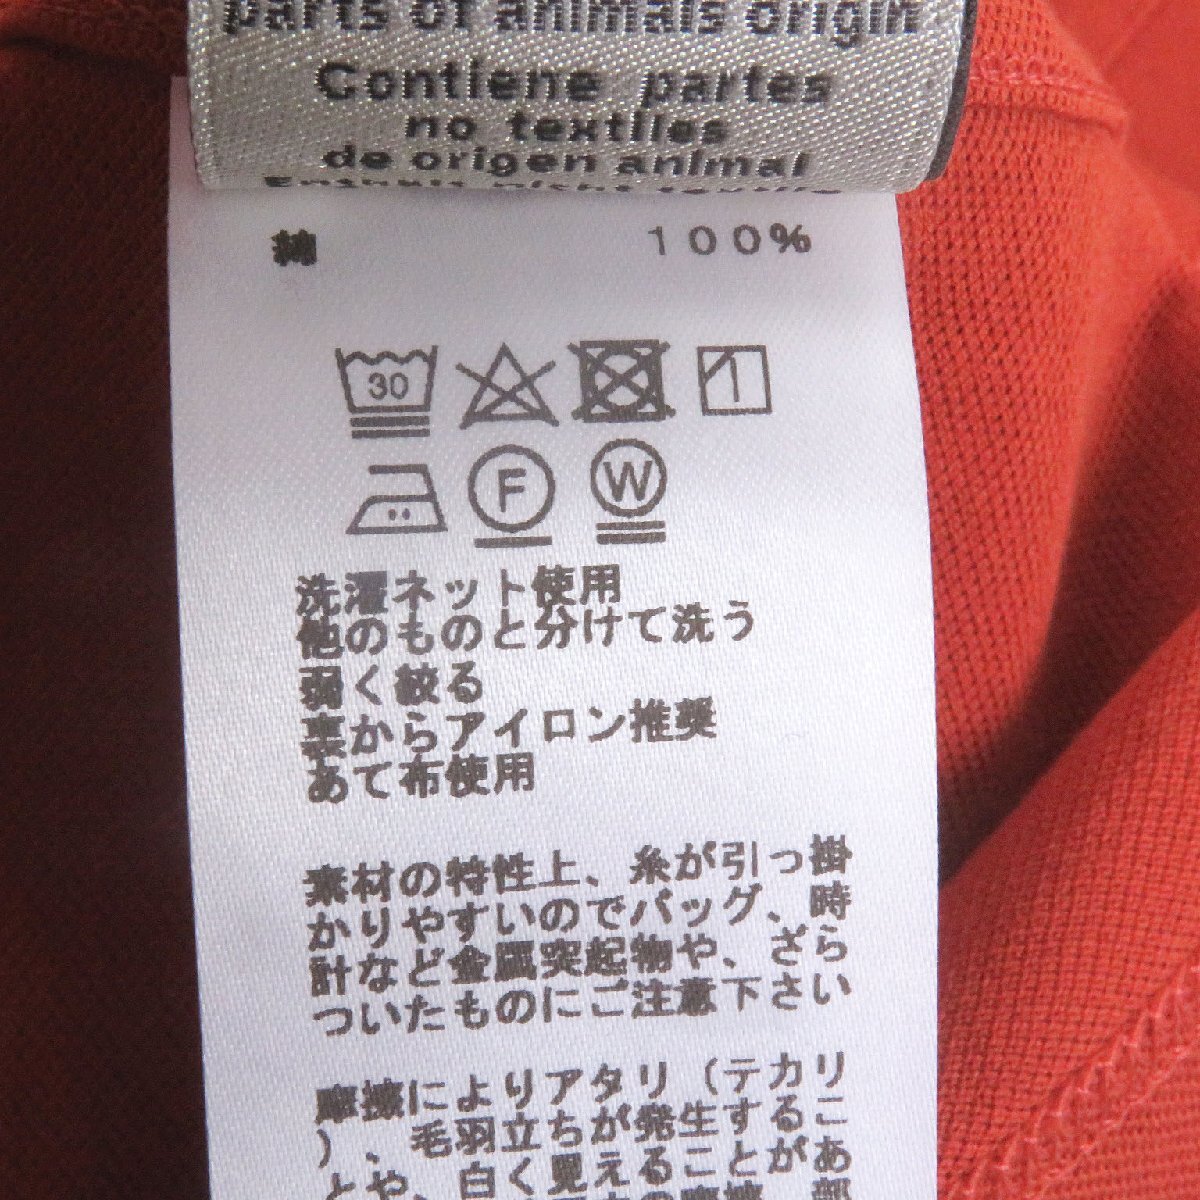 parts of animals origin
Contiene partes
no textiles
de origen animal
Enthält nicht textile
綿 100%
30
F W
洗濯ネット使用
他のものと分けて洗う
弱く絞る
裏からアイロン推奨
あて布使用
素材の特性上、糸が引っ掛
かりやすいのでバッグ、時
計など金属突起物や、ざら
ついたものにご注意下さい
摩擦によりアタリ(テカリ
)、毛羽立ちが発生するこ
とや、白く見えることがあ